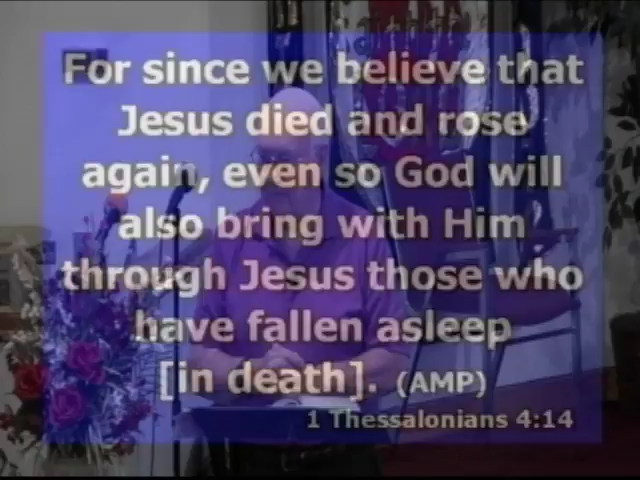 For since we believe that
Jesus died and rose
again, even so God will
also bring with Him
through Jesus those who
have fallen asleep
[in death]. (AMP)
1 Thessalonians 4:14